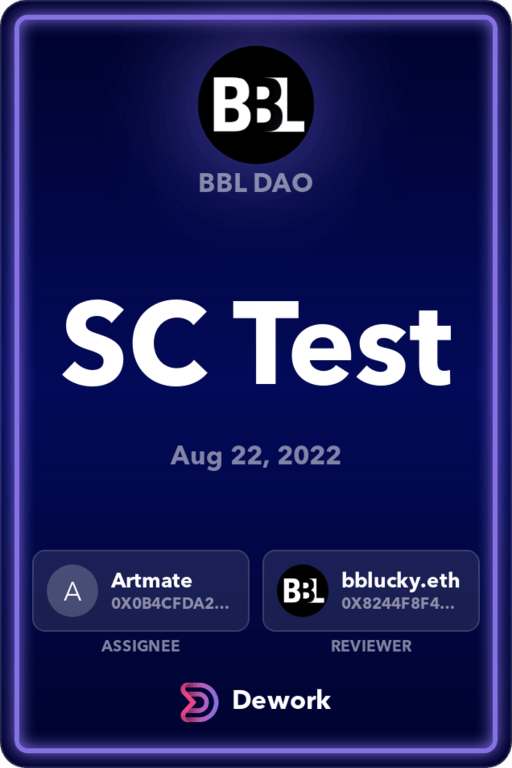 BBL
BBL DAO
SC Test
Aug 22, 2022
A
Artmate
0X0B4CFDA2...
ASSIGNEE
BBL
bblucky.eth
0X8244F8F4...
REVIEWER
Dework